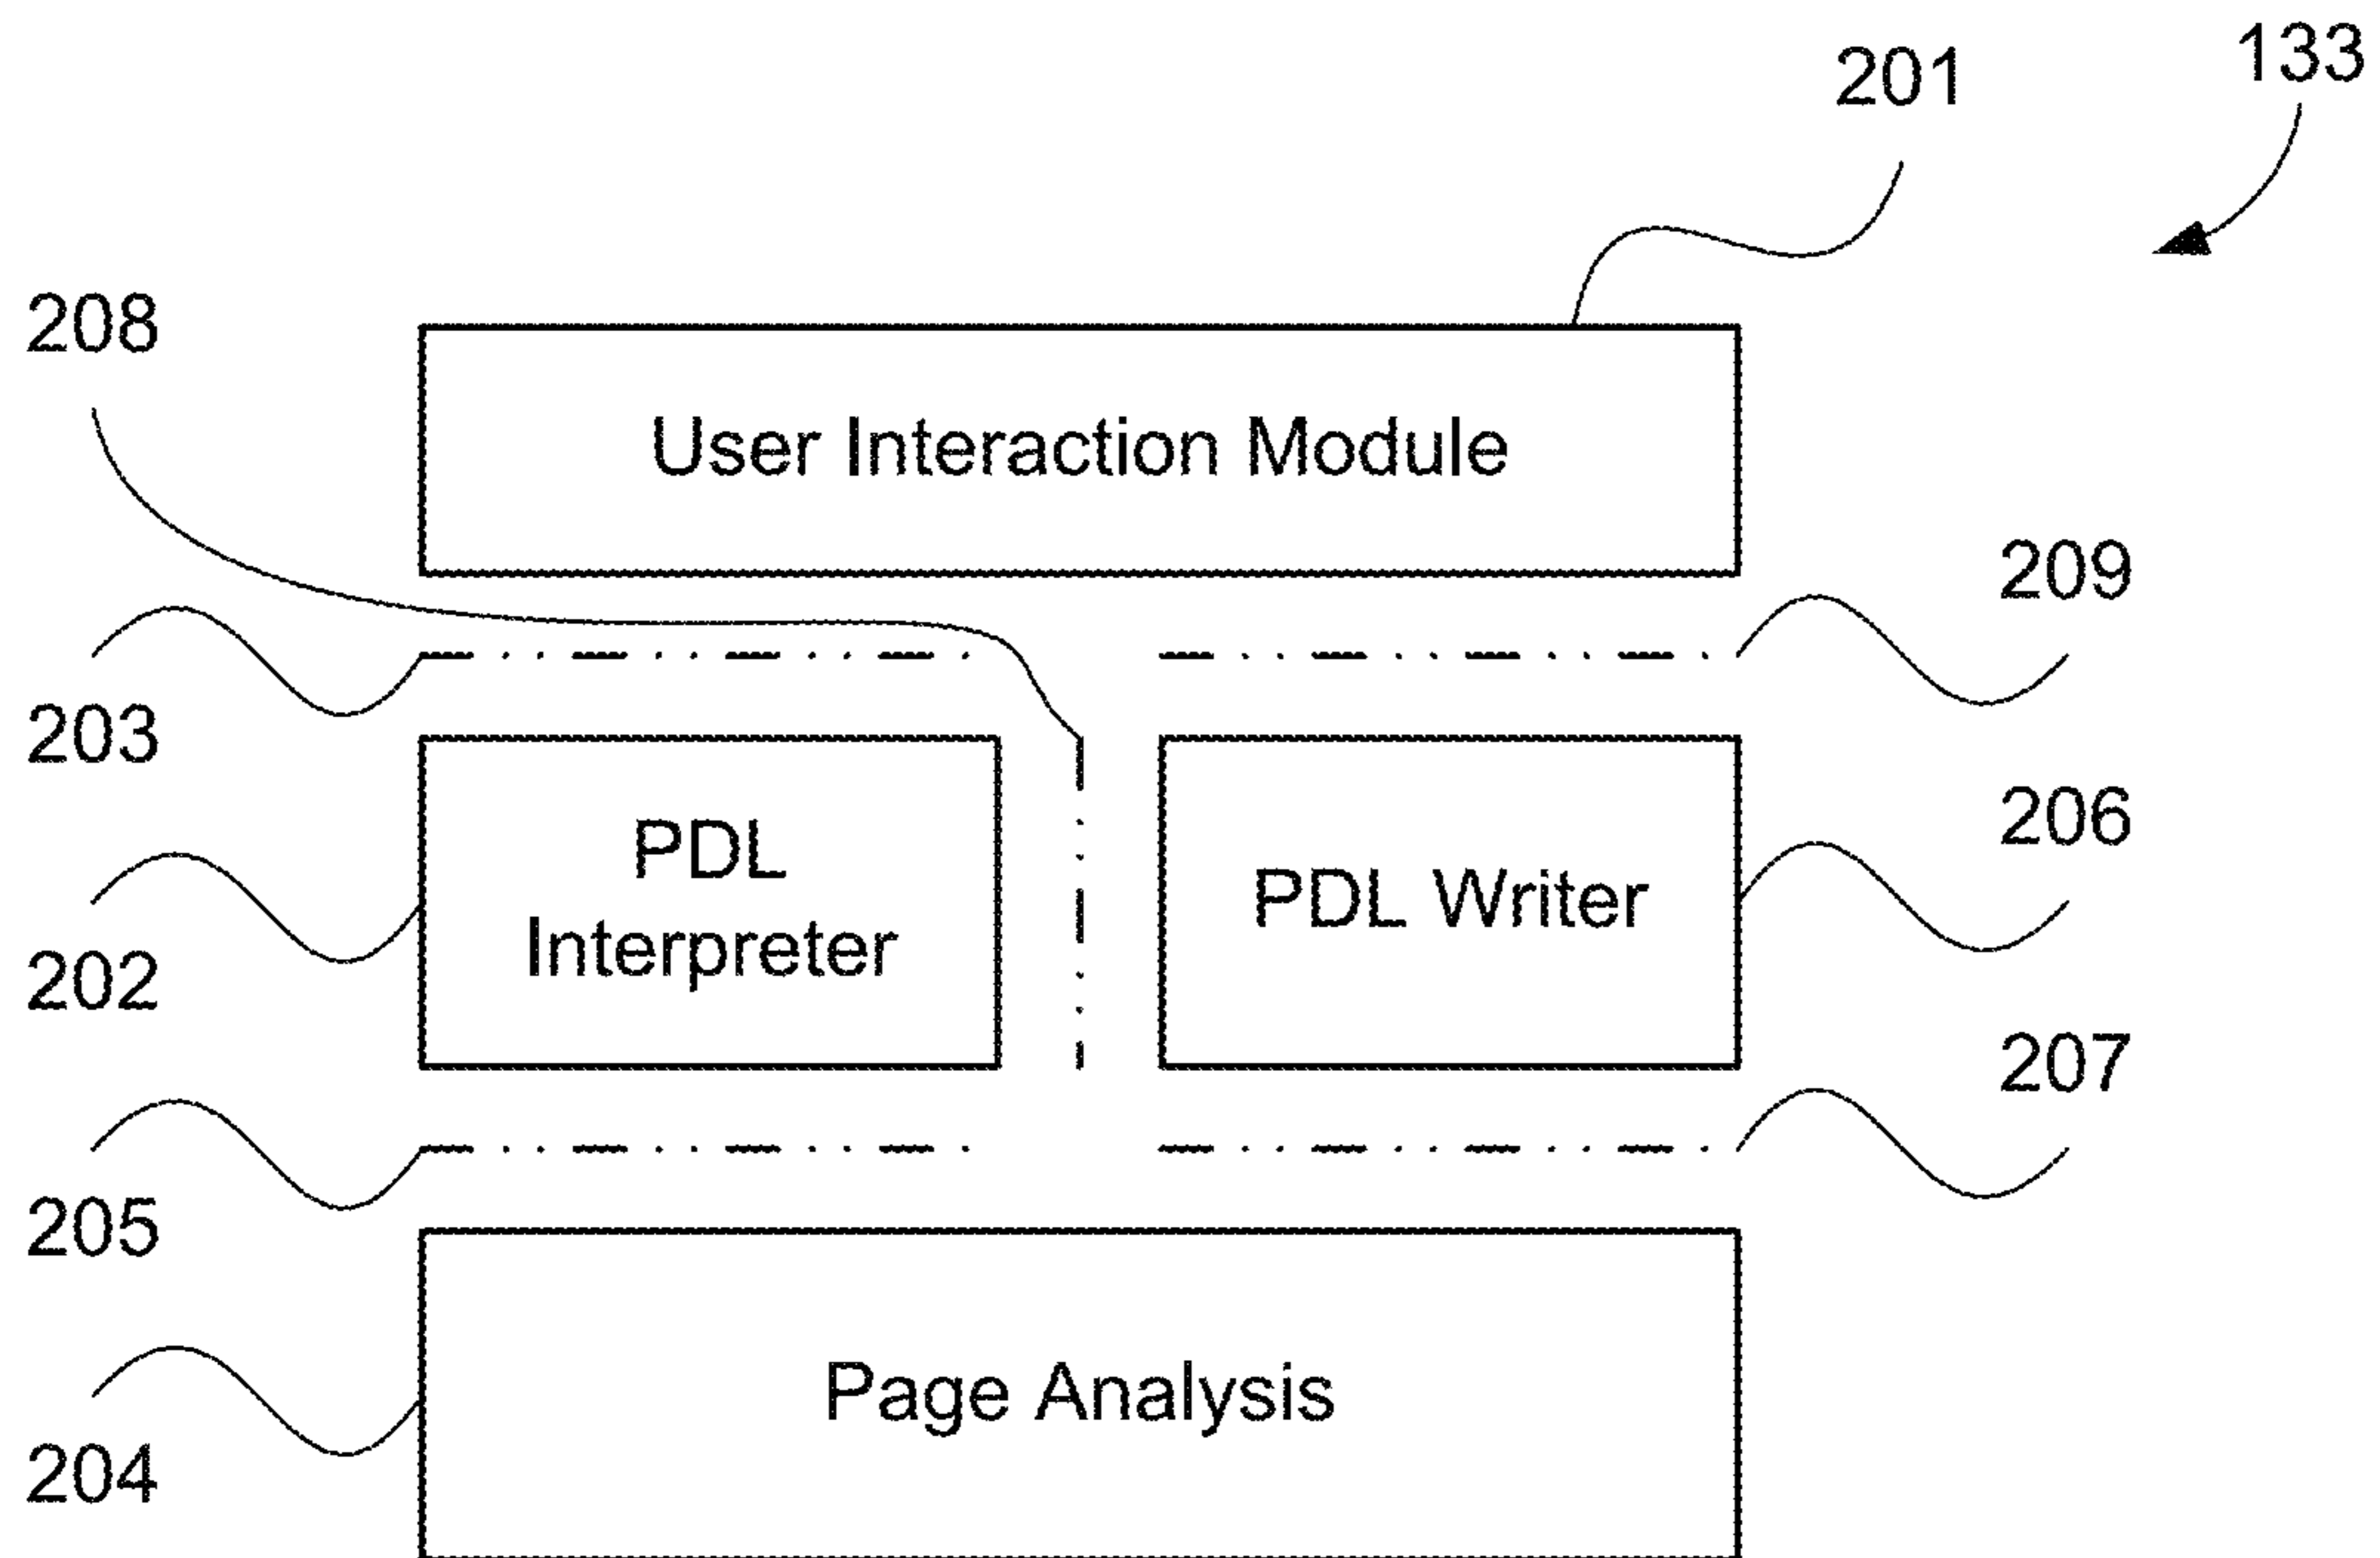 133
201
208
User Interaction Module
209
203
PDL
Interpreter
PDL Writer
206
202
207
205
Page Analysis
204